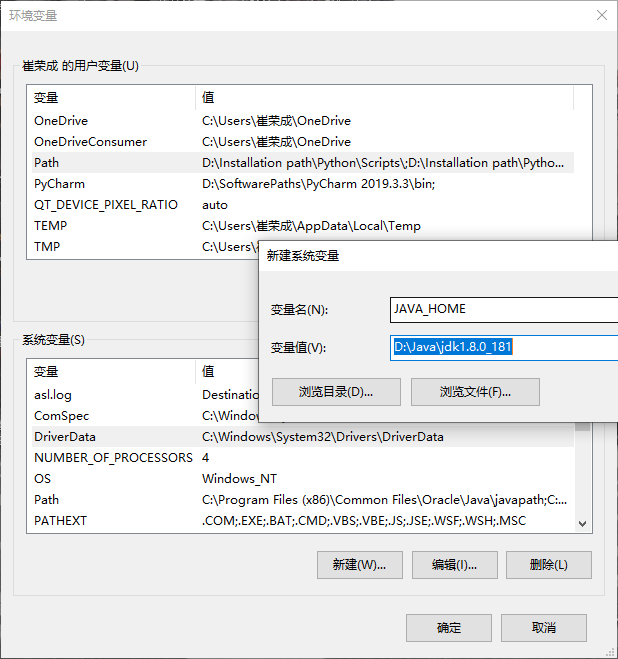 环境变量
崔荣成 的用户变量(U)
变量 值
OneDrive C:\Users\崔荣成\OneDrive
OneDriveConsumer C:\Users\崔荣成\OneDrive
Path D:\Installation path\Python\Scripts\;D:\Installation path\Pytho...
PyCharm D:\SoftwarePaths\PyCharm 2019.3.3\bin;
QT_DEVICE_PIXEL_RATIO auto
TEMP C:\Users\崔荣成\AppData\Local\Temp
TMP C:\Users\
新建系统变量
变量名(N): JAVA_HOME
变量值(V): D:\Java\jdk1.8.0_181
浏览目录(D)... 浏览文件(F)...
系统变量(S)
变量 值
asl.log Destinatio
ComSpec C:\Window
DriverData C:\Windows\System32\Drivers\DriverData
NUMBER_OF_PROCESSORS 4
OS Windows_NT
Path C:\Program Files (x86)\Common Files\Oracle\Java\javapath;C:...
PATHEXT .COM;.EXE;.BAT;.CMD;.VBS;.VBE;.JS;.JSE;.WSF;.WSH;.MSC
新建(W)... 编辑(I)... 删除(L)
确定 取消